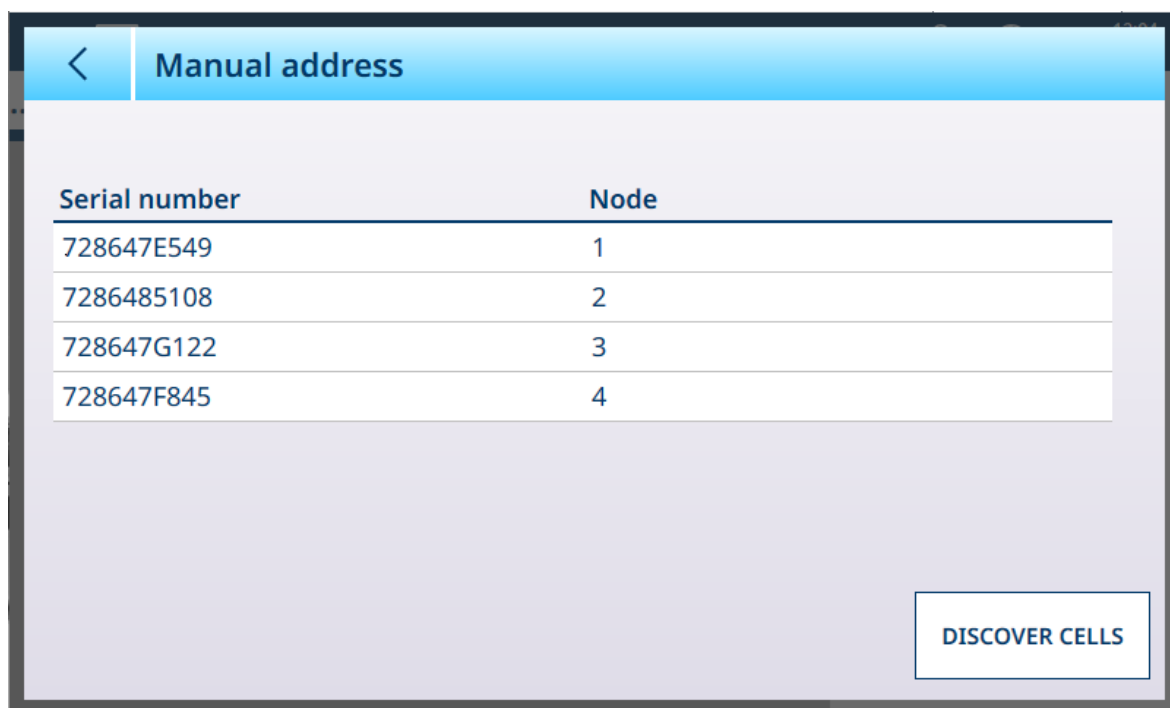 Manual address
Serial number Node
728647E549 1
7286485108 2
728647G122 3
728647F845 4
DISCOVER CELLS